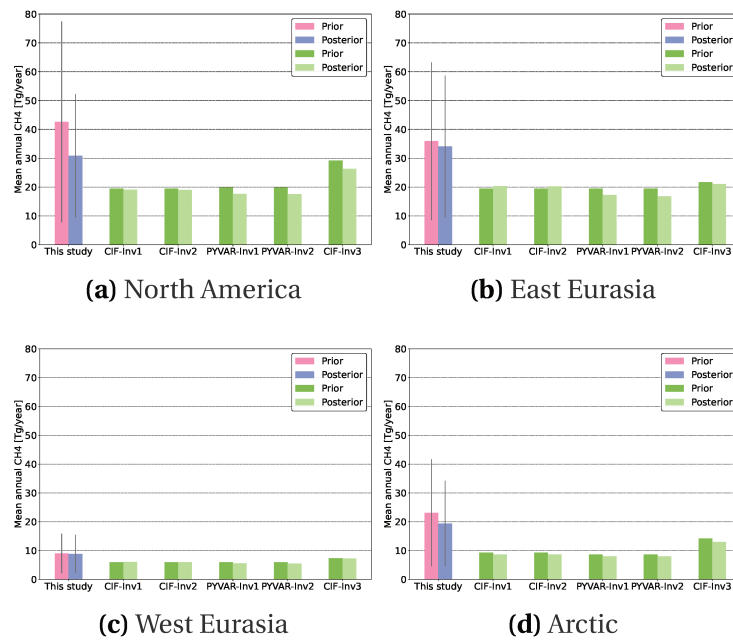 80
70
60
50
40
30
20
10
0
Mean annual CH4 [Tg/year]
Prior
Posterior
Prior
Posterior
This study CIF-Inv1 CIF-Inv2 PYVAR-Inv1 PYVAR-Inv2 CIF-Inv3
(a) North America
80
70
60
50
40
30
20
10
0
Mean annual CH4 [Tg/year]
Prior
Posterior
Prior
Posterior
This study CIF-Inv1 CIF-Inv2 PYVAR-Inv1 PYVAR-Inv2 CIF-Inv3
(b) East Eurasia
80
70
60
50
40
30
20
10
0
Mean annual CH4 [Tg/year]
Prior
Posterior
Prior
Posterior
This study CIF-Inv1 CIF-Inv2 PYVAR-Inv1 PYVAR-Inv2 CIF-Inv3
(c) West Eurasia
80
70
60
50
40
30
20
10
0
Mean annual CH4 [Tg/year]
Prior
Posterior
Prior
Posterior
This study CIF-Inv1 CIF-Inv2 PYVAR-Inv1 PYVAR-Inv2 CIF-Inv3
(d) Arctic